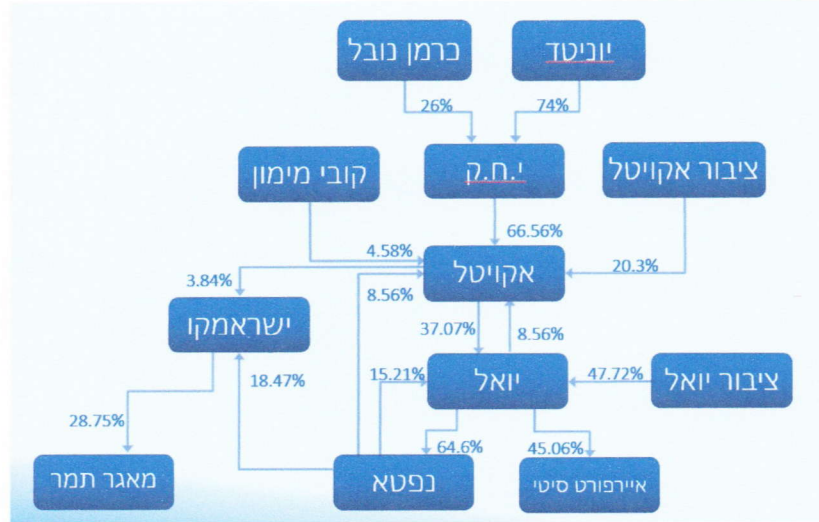 כרמן נובל
יוניטד
26%
74%
קובי מימון
י.ח.ק
ציבור אקויטל
66.56%
4.58%
אקויטל
20.3%
3.84%
8.56%
ישראמקו
37.07%
8.56%
18.47%
15.21%
יואל
47.72%
ציבור יואל
28.75%
64.6%
45.06%
מאגר תמר
נפטא
איירפורט סיטי